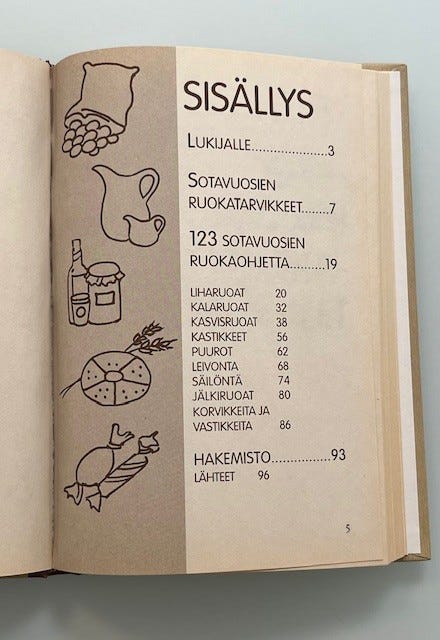 SISÄLLYS
LUKIJALLE.....................3
SOTAVUOSIEN
RUOKATARVIKKEET........7
123 SOTAVUOSIEN
RUOKAOHJETTA..........19
LIHARUOAT 20
KALARUOAT 32
KASVISRUOAT 38
KASTIKKEET 56
PUUROT 62
LEIVONTA 68
SÄILÖNTÄ 74
JÄLKIRUOAT 80
KORVIKKEITA JA
VASTIKKEITA 86
HAKEMISTO................93
LÄHTEET 96
5